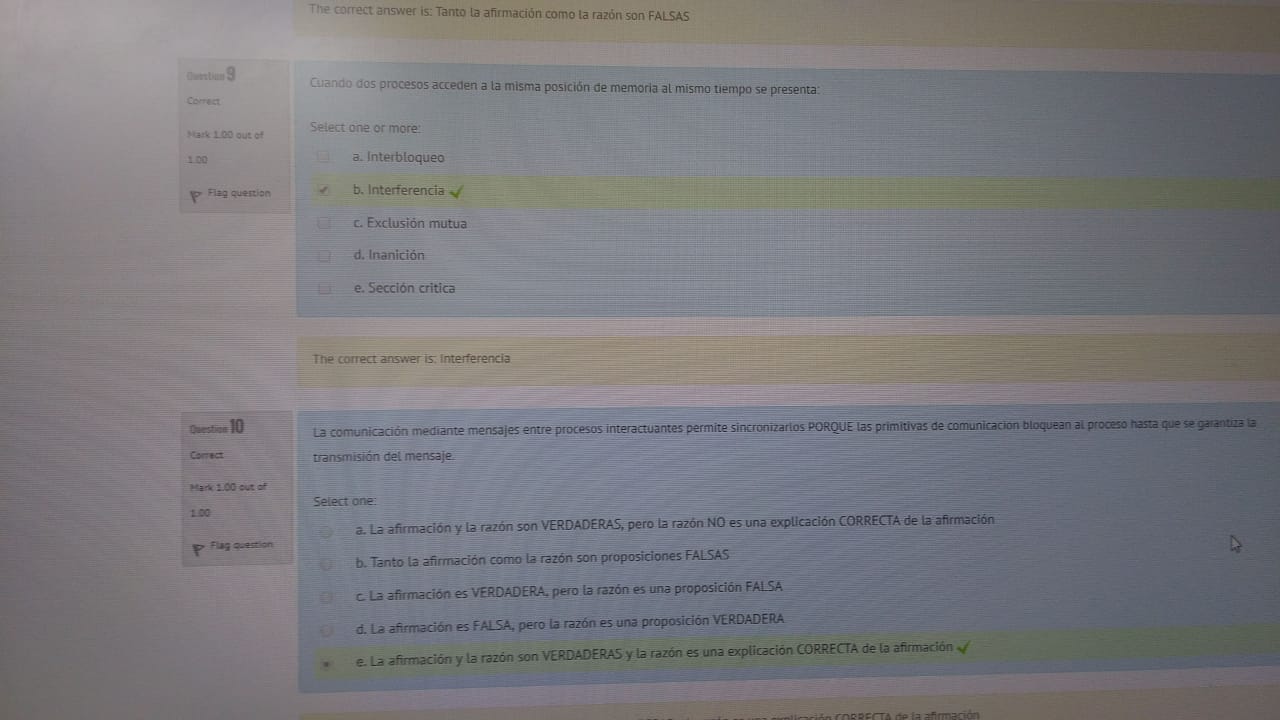 The correct answer is: Tanto la afirmación como la razón son FALSAS
Question 9
Correct
Mark 1.00 out of
1.00
Flag question
Cuando dos procesos acceden a la misma posición de memoria al mismo tiempo se presenta:
Select one or more:
a. Interbloqueo
b. Interferencia
c. Exclusión mutua
d. Inanición
e. Sección critica
The correct answer is: Interferencia
Question 10
Correct
Mark 1.00 out of
1.00
Flag question
La comunicación mediante mensajes entre procesos interactuantes permite sincronizarlos PORQUE las primitivas de comunicacion bloquean al proceso hasta que se garantiza la
transmisión del mensaje.
Select one:
a. La afirmación y la razón son VERDADERAS, pero la razón NO es una explicación CORRECTA de la afirmación
b. Tanto la afirmación como la razón son proposiciones FALSAS
c. La afirmación es VERDADERA, pero la razón es una proposición FALSA
d. La afirmación es FALSA, pero la razón es una proposición VERDADERA
e. La afirmación y la razón son VERDADERAS y la razón es una explicación CORRECTA de la afirmación
es una explicación CORRECTA de la afirmación